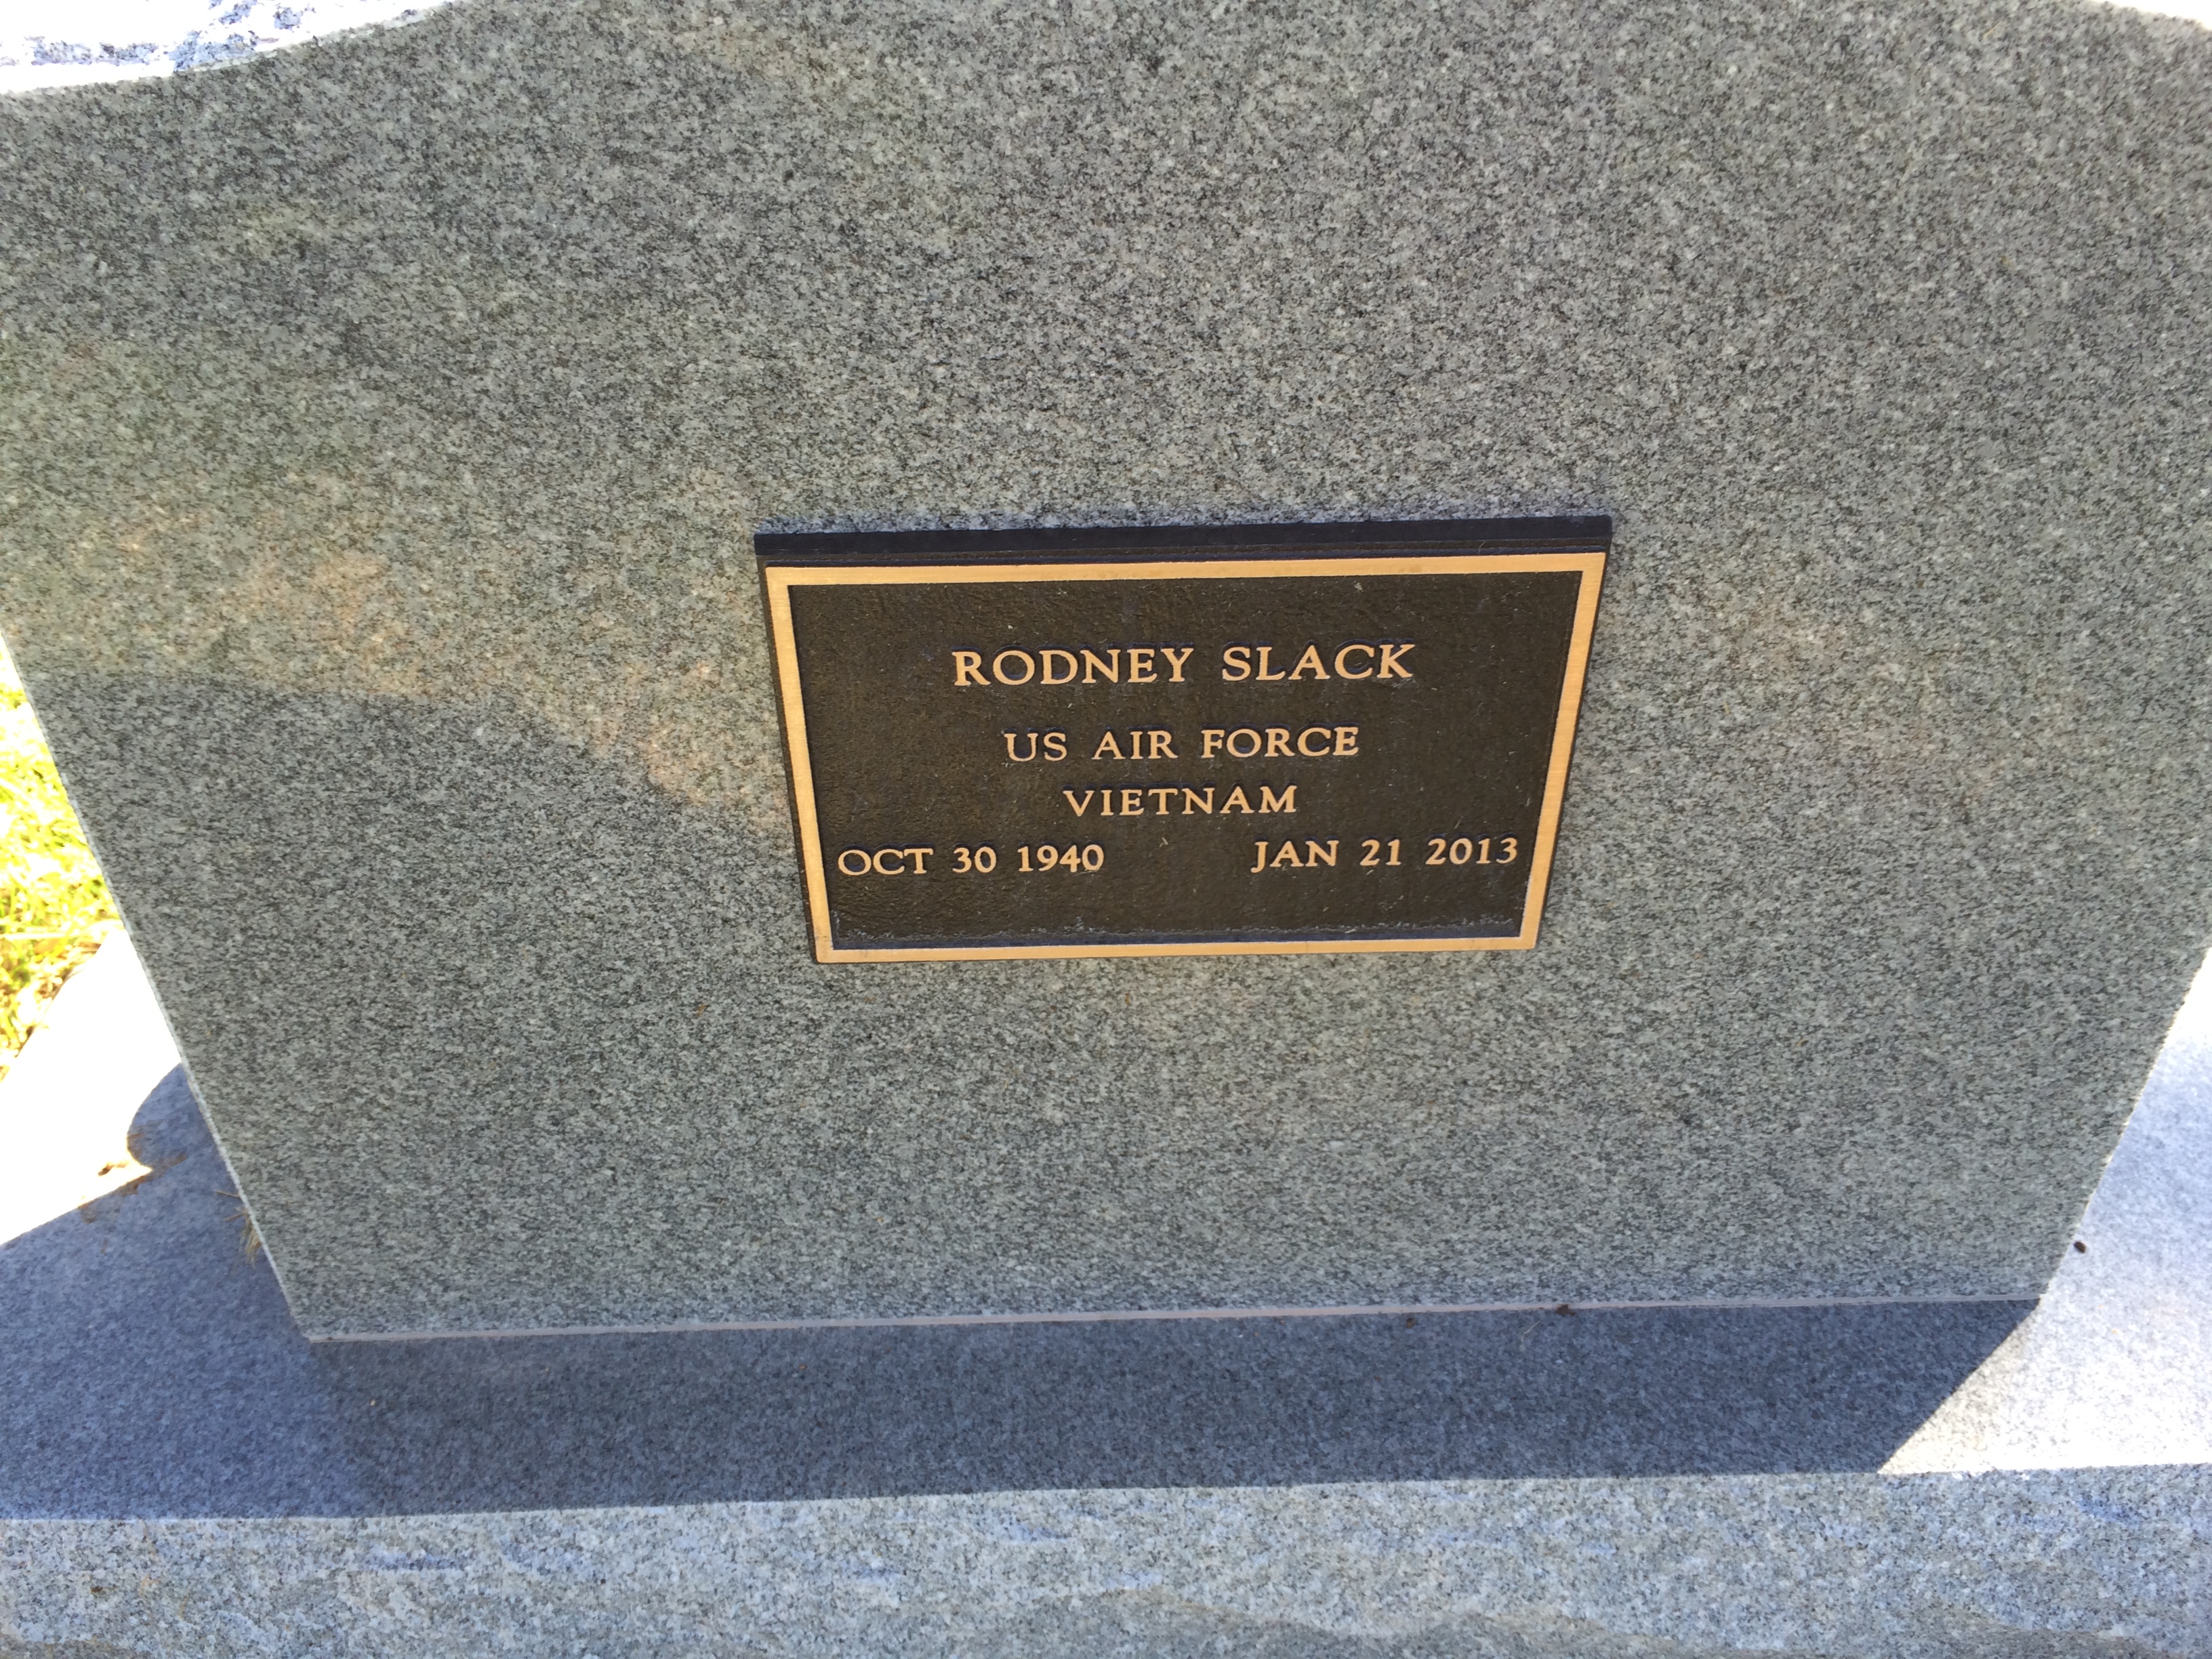 RODNEY SLACK
US AIR FORCE
VIETNAM
OCT 30 1940 JAN 21 2013